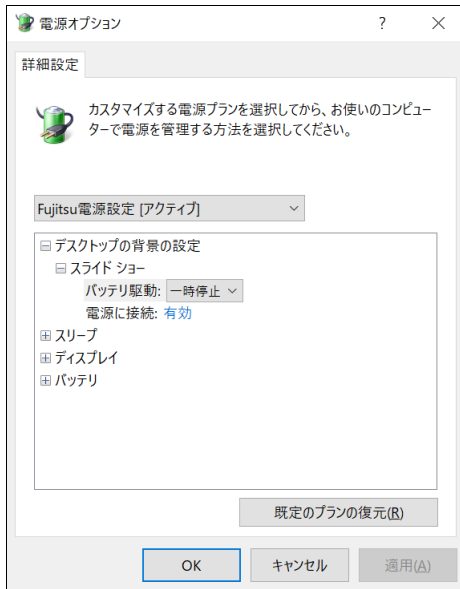 電源オプション
?
詳細設定
カスタマイズする電源プランを選択してから、お使いのコンピュー
ターで電源を管理する方法を選択してください。
Fujitsu電源設定 [アクティブ]
デスクトップの背景の設定
スライド ショー
バッテリ駆動: 一時停止
電源に接続: 有効
スリープ
ディスプレイ
バッテリ
既定のプランの復元(R)
OK キャンセル 適用(A)